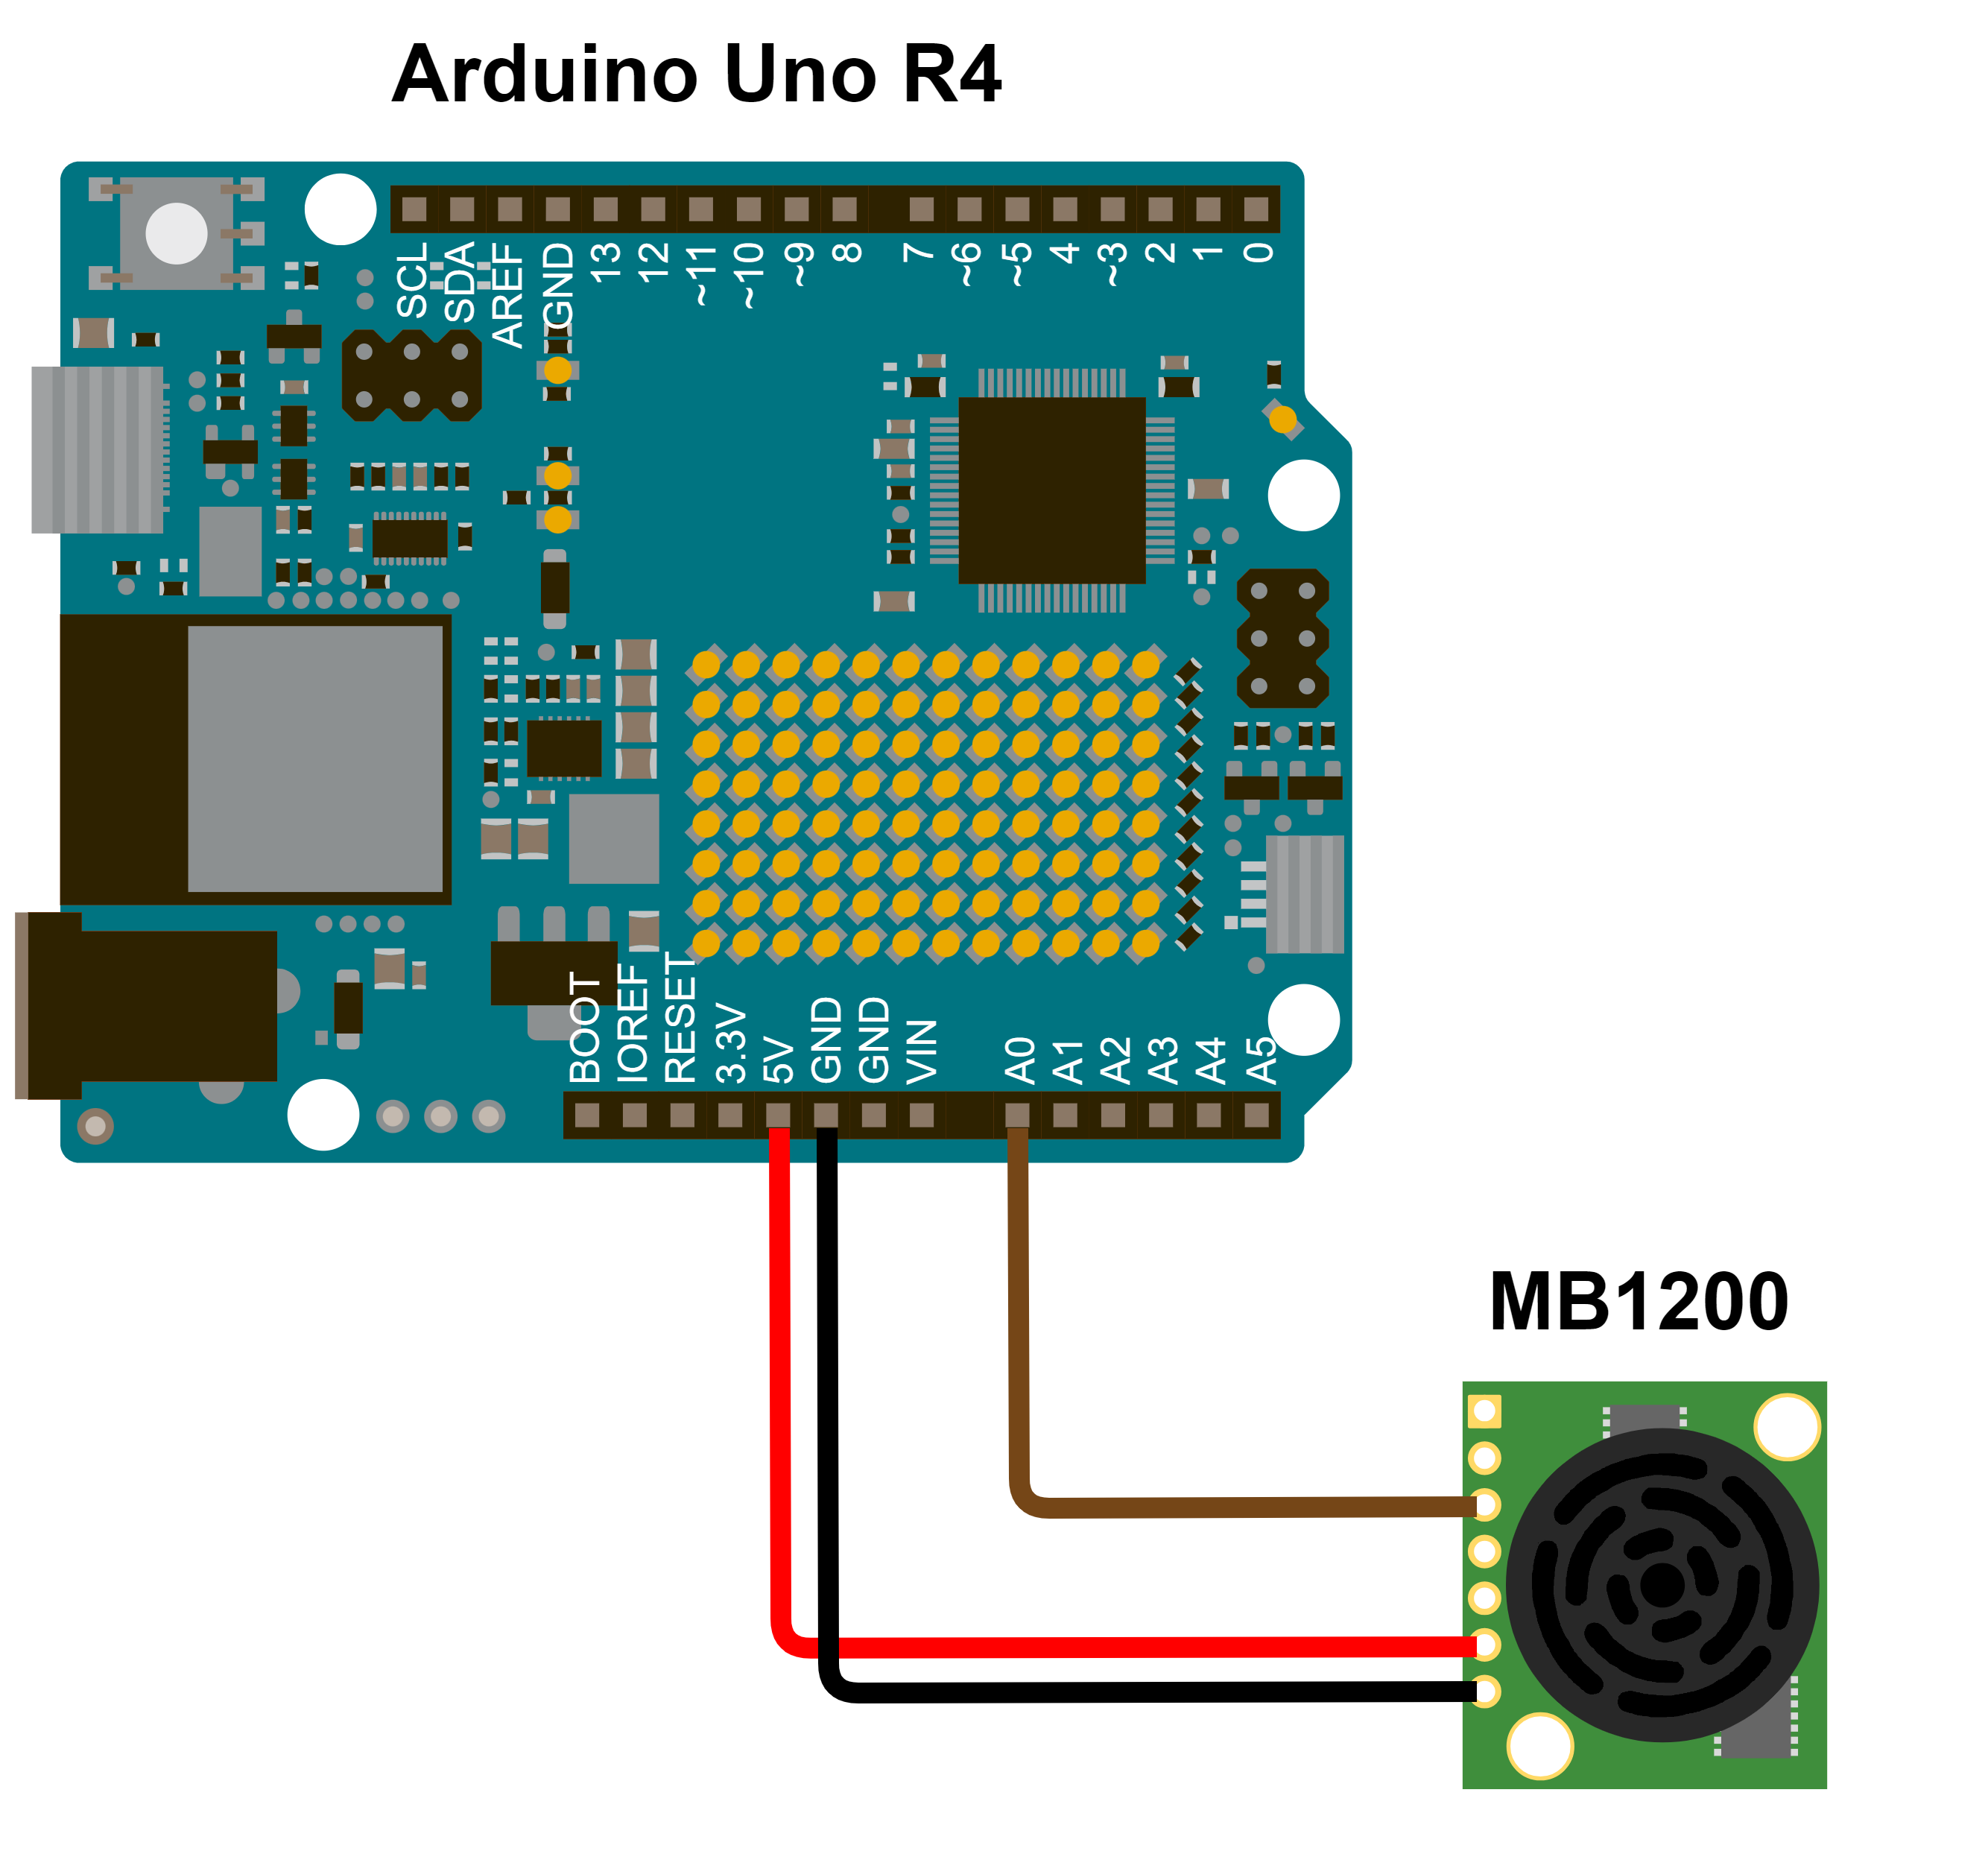 Arduino Uno R4
SCL
SDA
AREF
GND
13
12
~11
~10
~9
8
7
~6
~5
4
~3
2
1
0
BOOT
IOREF
RESET
3.3V
5V
GND
GND
VIN
A0
A1
A2
A3
A4
A5
MB1200